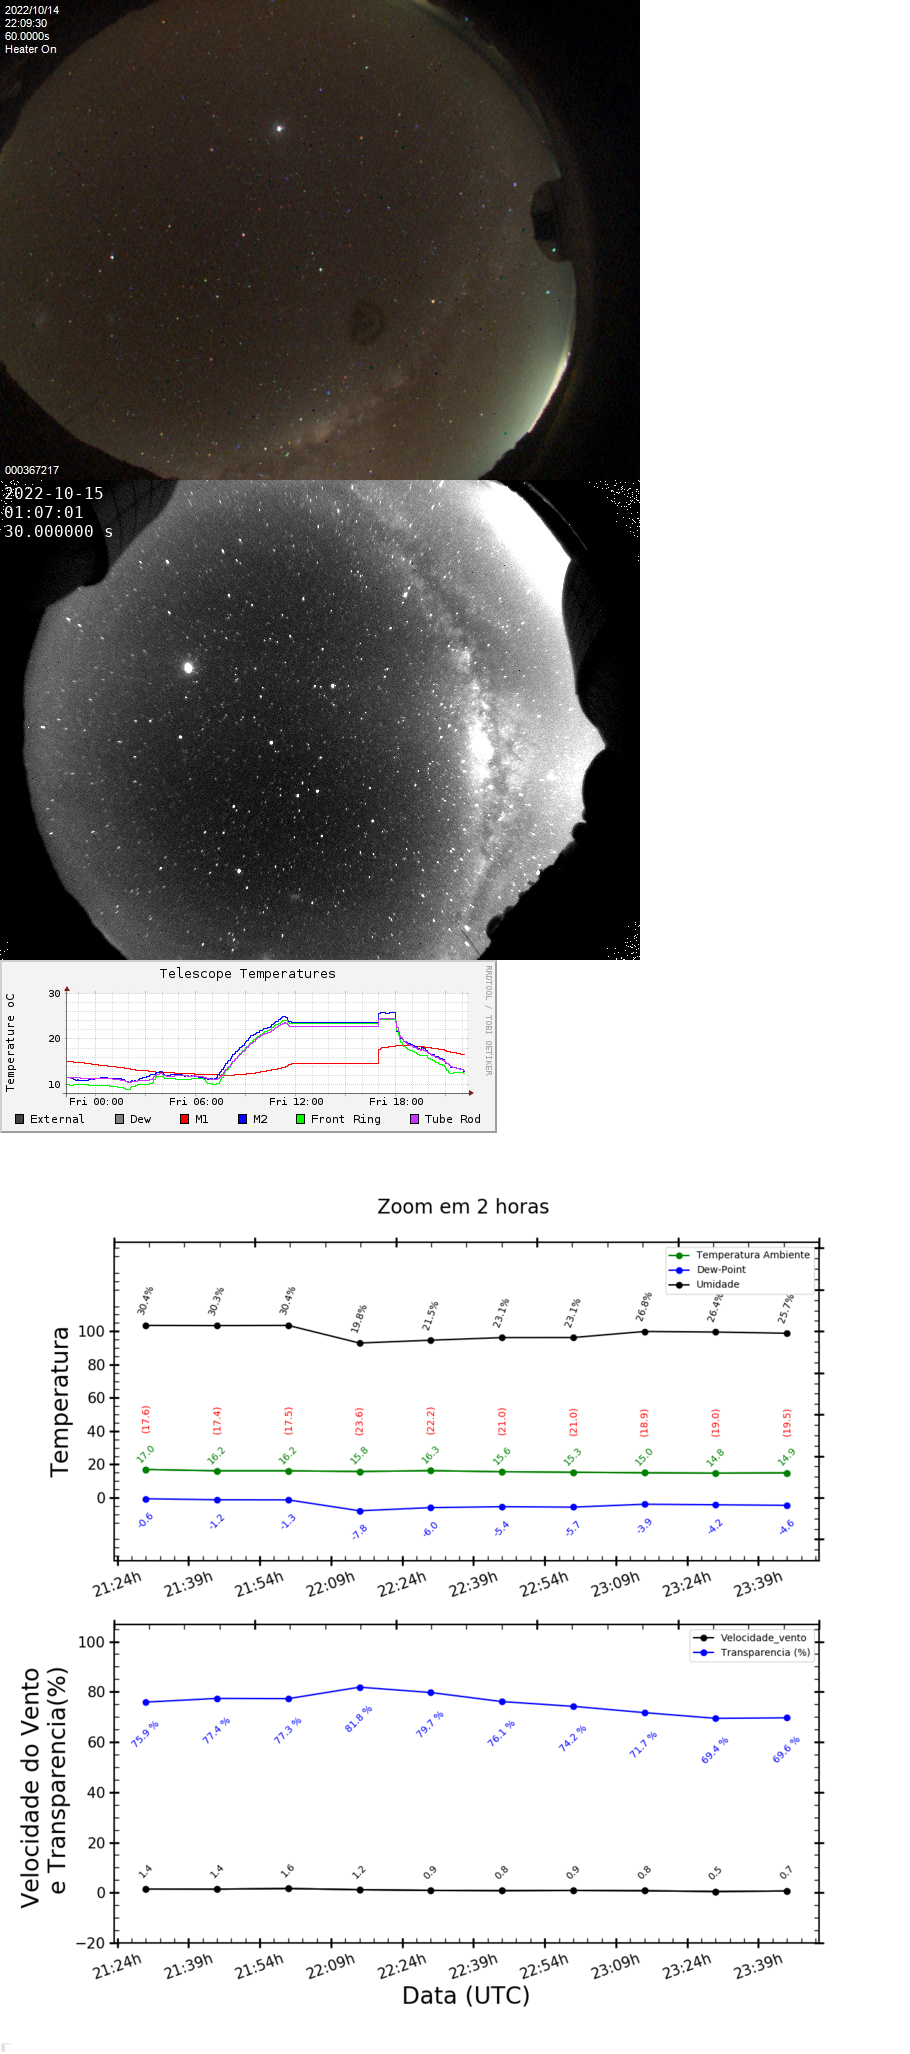 2022/10/14
22:09:30
60.0000s
Heater On
000367217
2022-10-15
01:07:01
30.000000 s
Telescope Temperatures
RRDTOOL / TOBI OETIKER
Temperature oC
30
20
10
Fri 00:00 Fri 06:00 Fri 12:00 Fri 18:00
External Dew M1 M2 Front Ring Tube Rod
Zoom em 2 horas
Temperatura Ambiente
Dew-Point
Umidade
30.4% 30.3% 30.4% 19.8% 21.5% 23.1% 23.1% 26.8% 26.4% 25.7%
Temperatura
100
80
60
40
20
0
(17.6) (17.4) (17.5) (23.6) (22.2) (21.0) (21.0) (18.9) (19.0) (19.5)
17.0 16.2 16.2 15.8 16.3 15.6 15.3 15.0 14.8 14.9
-0.6 -1.2 -1.3 -7.8 -6.0 -5.4 -5.7 -3.9 -4.2 -4.6
21:24h 21:39h 21:54h 22:09h 22:24h 22:39h 22:54h 23:09h 23:24h 23:39h
Velocidade_vento
Transparencia (%)
Velocidade do Vento
e Transparencia(%)
100
80
60
40
20
0
−20
75.9 % 77.4 % 77.3 % 81.8 % 79.7 % 76.1 % 74.2 % 71.7 % 69.4 % 69.6 %
1.4 1.4 1.6 1.2 0.9 0.8 0.9 0.8 0.5 0.7
21:24h 21:39h 21:54h 22:09h 22:24h 22:39h 22:54h 23:09h 23:24h 23:39h
Data (UTC)